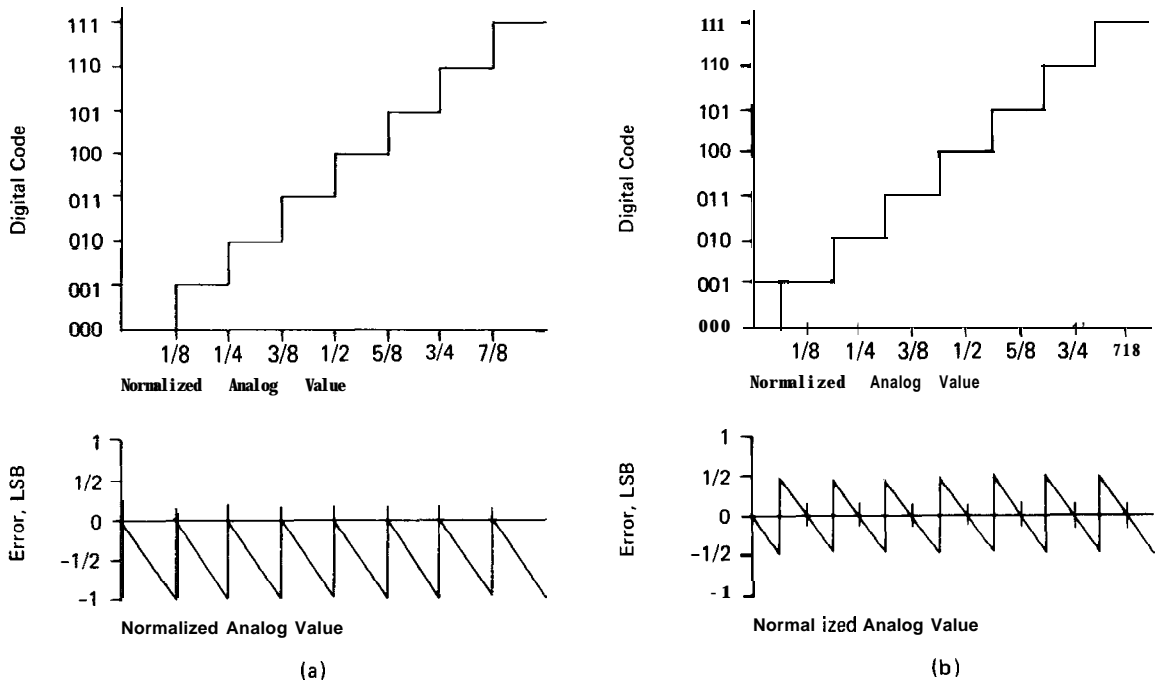 Digital Code
111
110
101
100
011
010
001
000
1/8 1/4 3/8 1/2 5/8 3/4 7/8
Normalized Analog Value
Error, LSB
1
1/2
0
-1/2
-1
Normalized Analog Value
(a)
Digital Code
111
110
101
100
011
010
001
000
1/8 1/4 3/8 1/2 5/8 3/4 718
Normalized Analog Value
Error, LSB
1
1/2
0
-1/2
-1
Normal ized Analog Value
(b)